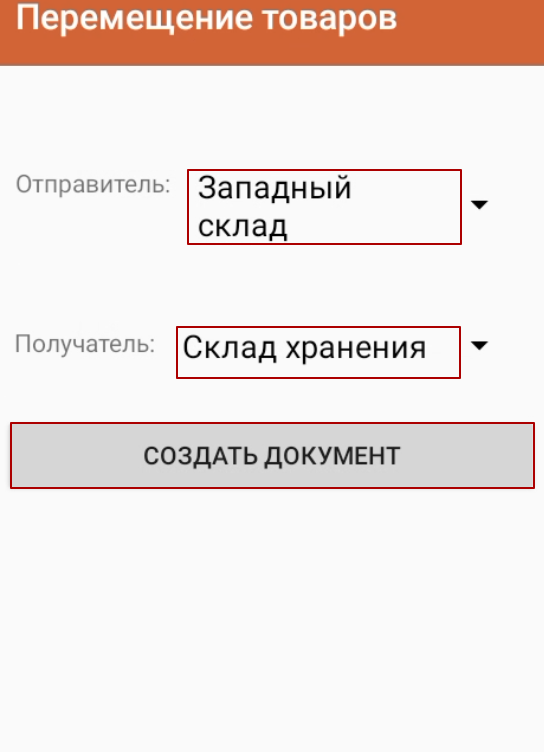 Перемещение товаров
Отправитель:
Западный
склад
Получатель:
Склад хранения
СОЗДАТЬ ДОКУМЕНТ